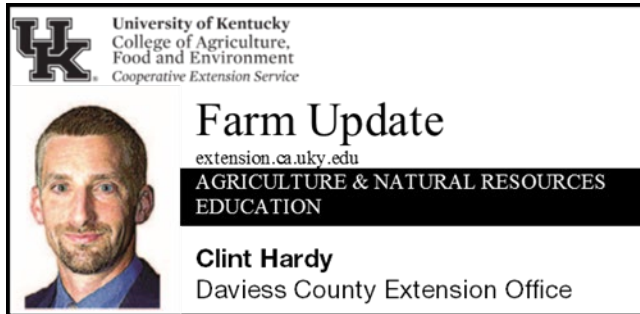 UK
University of Kentucky
College of Agriculture,
Food and Environment
Cooperative Extension Service
Farm Update
extension.ca.uky.edu
AGRICULTURE & NATURAL RESOURCES
EDUCATION
Clint Hardy
Daviess County Extension Office